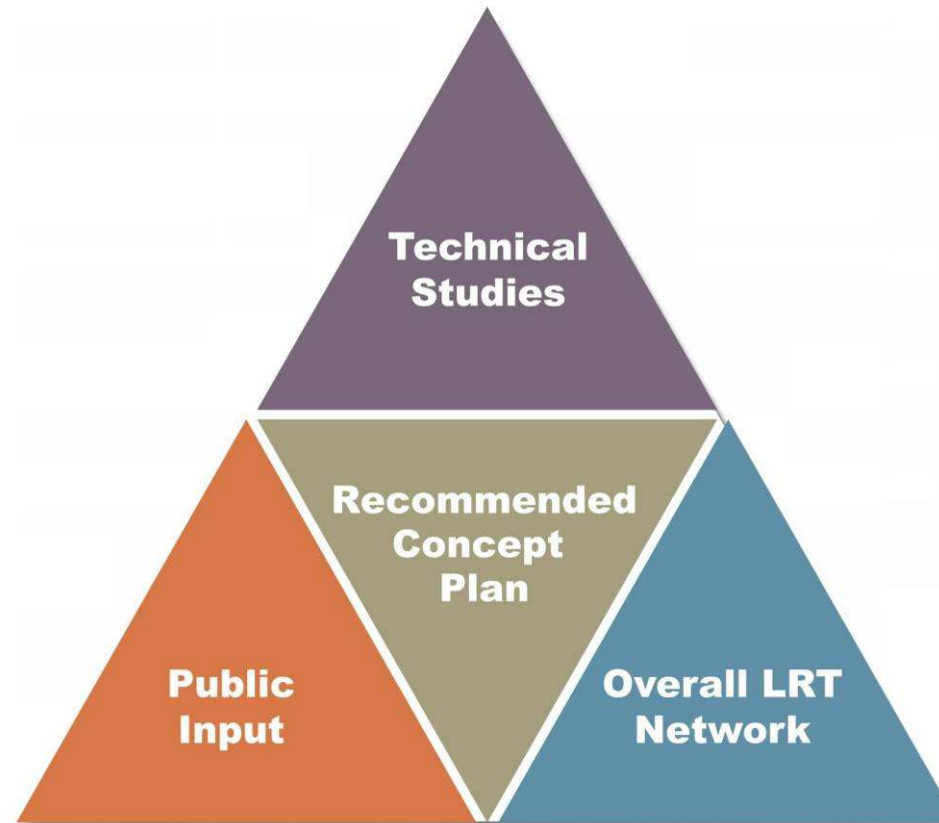 Technical
Studies
Recommended
Concept
Plan
Public
Input
Overall LRT
Network